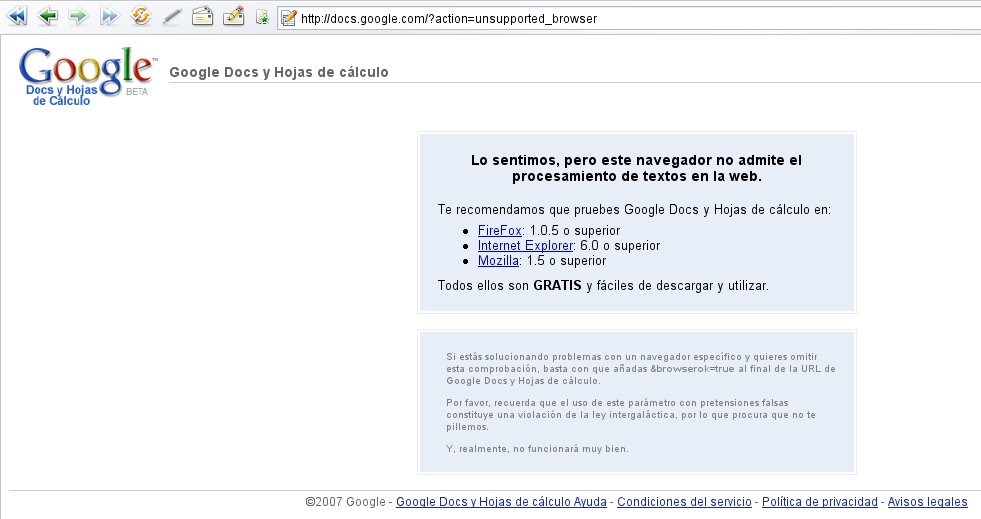 http://docs.google.com/?action=unsupported_browser
Google™
Docs y Hojas
de Cálculo
BETA
Google Docs y Hojas de cálculo
Lo sentimos, pero este navegador no admite el
procesamiento de textos en la web.
Te recomendamos que pruebes Google Docs y Hojas de cálculo en:
• FireFox: 1.0.5 o superior
• Internet Explorer: 6.0 o superior
• Mozilla: 1.5 o superior
Todos ellos son GRATIS y fáciles de descargar y utilizar.
Si estás solucionando problemas con un navegador específico y quieres omitir
esta comprobación, basta con que añadas &browserok=true al final de la URL de
Google Docs y Hojas de cálculo.
Por favor, recuerda que el uso de este parámetro con pretensiones falsas
constituye una violación de la ley intergaláctica, por lo que procura que no te
pillemos.
Y, realmente, no funcionará muy bien.
©2007 Google - Google Docs y Hojas de cálculo Ayuda - Condiciones del servicio - Política de privacidad - Avisos legales